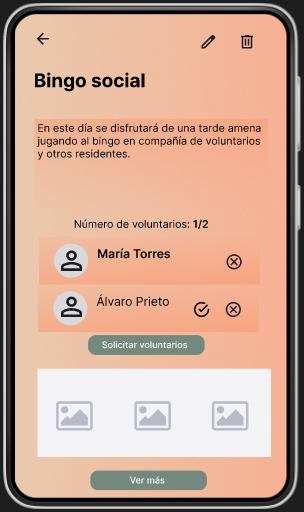 Bingo social
En este día se disfrutará de una tarde amena
jugando al bingo en compañía de voluntarios
y otros residentes.
Número de voluntarios: 1/2
María Torres
Álvaro Prieto
Solicitar voluntarios
Ver más